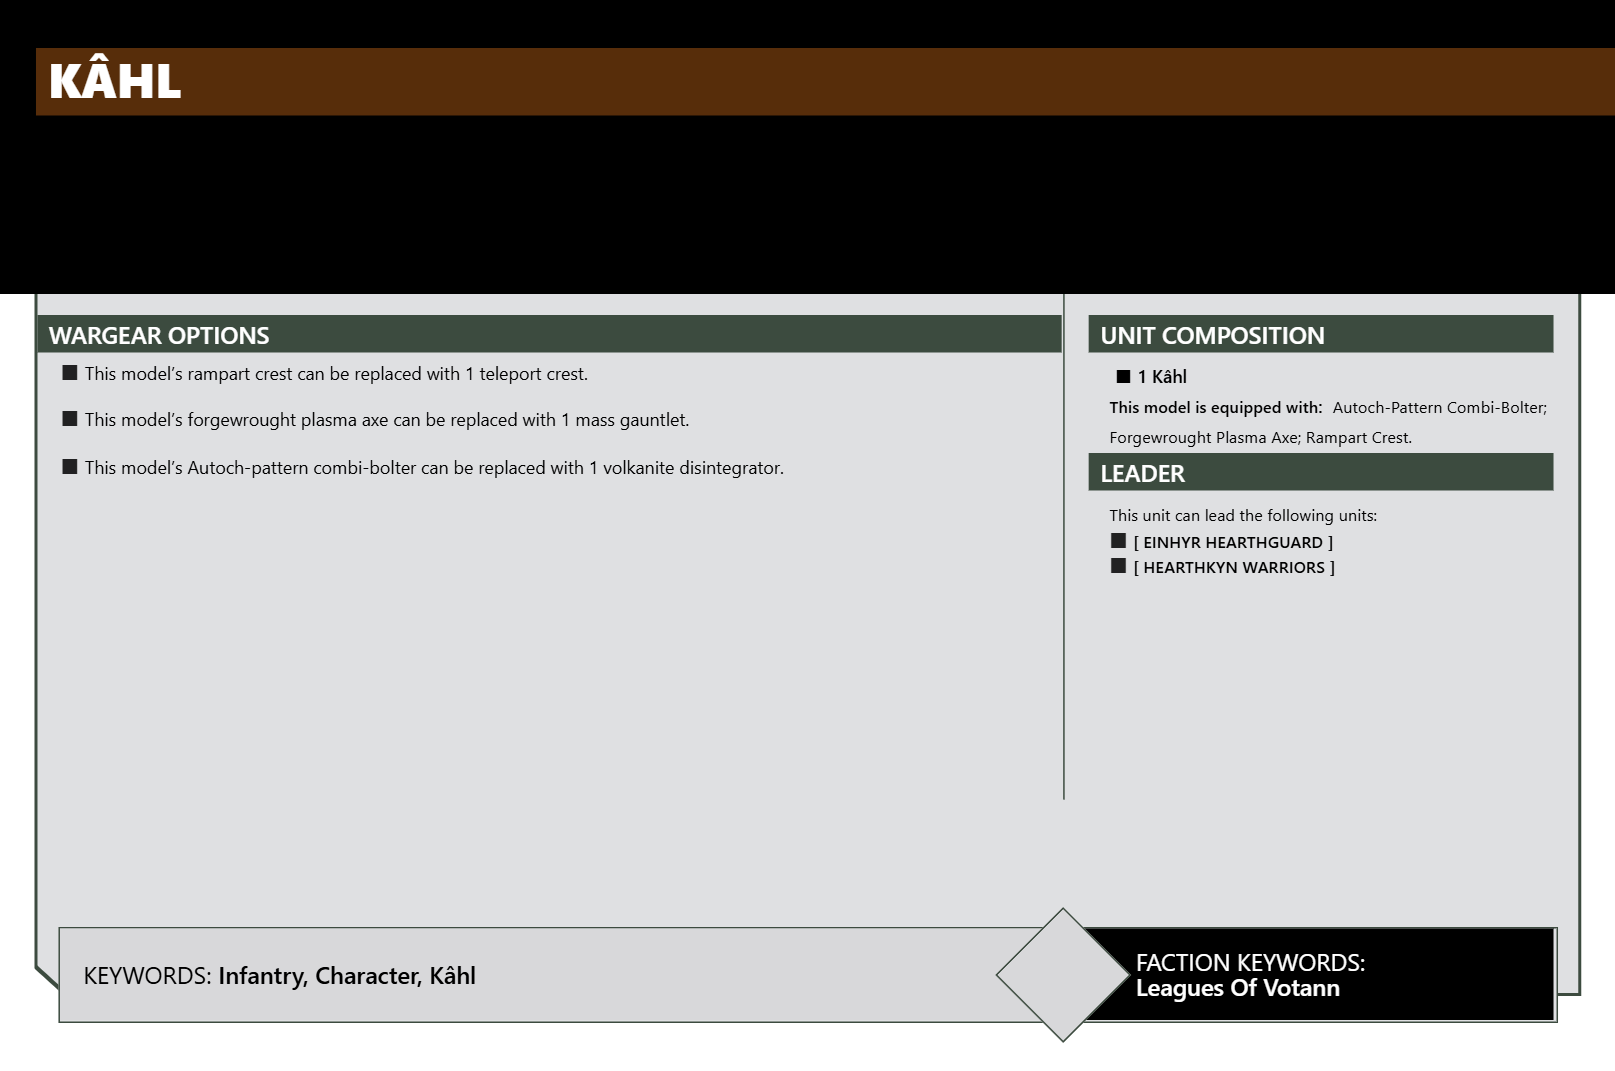 KÂHL
WARGEAR OPTIONS
This model's rampart crest can be replaced with 1 teleport crest.
This model's forgewrought plasma axe can be replaced with 1 mass gauntlet.
This model's Autoch-pattern combi-bolter can be replaced with 1 volkanite disintegrator.
UNIT COMPOSITION
1 Kâhl
This model is equipped with: Autoch-Pattern Combi-Bolter;
Forgewrought Plasma Axe; Rampart Crest.
LEADER
This unit can lead the following units:
[ EINHYR HEARTHGUARD ]
[ HEARTHKYN WARRIORS ]
KEYWORDS: Infantry, Character, Kâhl
FACTION KEYWORDS:
Leagues Of Votann